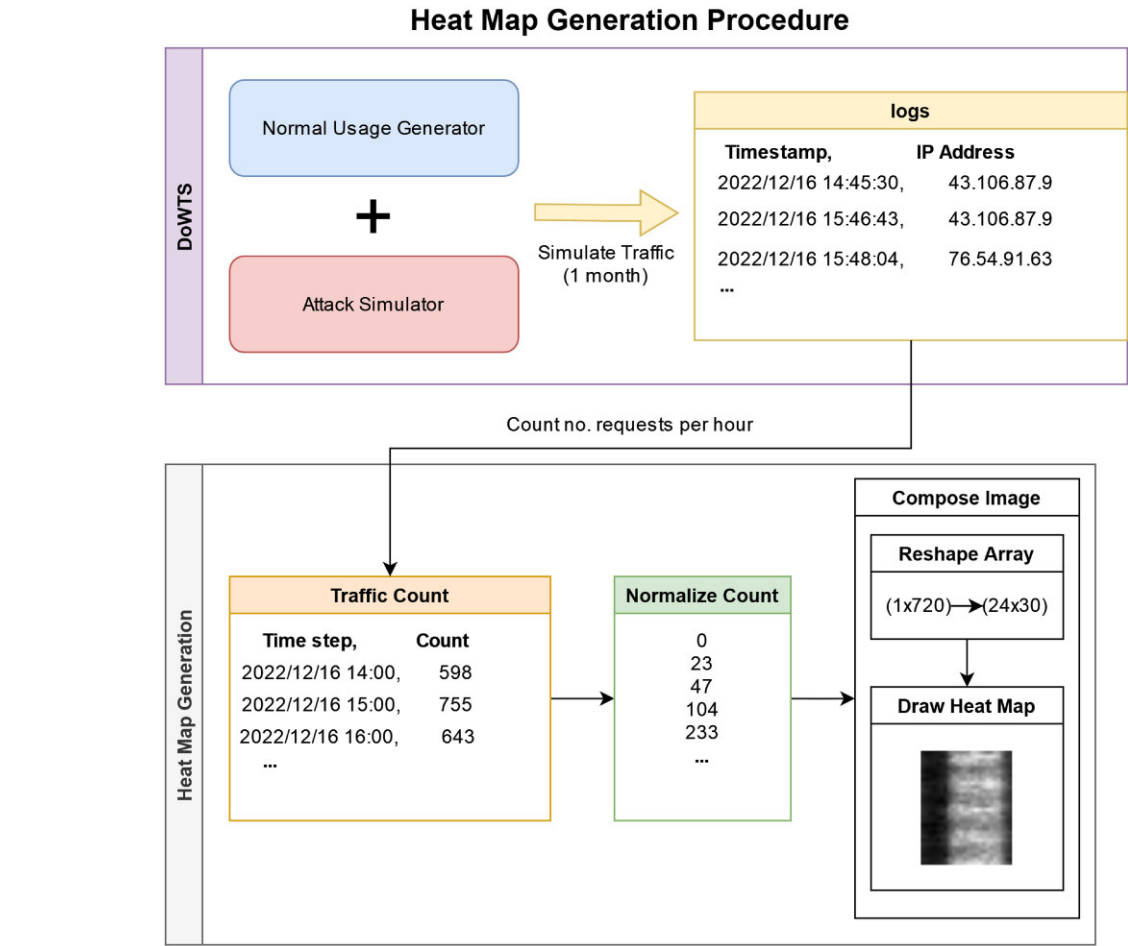 Heat Map Generation Procedure
DoWTS
Normal Usage Generator
+
Attack Simulator
Simulate Traffic
(1 month)
logs
Timestamp, IP Address
2022/12/16 14:45:30, 43.106.87.9
2022/12/16 15:46:43, 43.106.87.9
2022/12/16 15:48:04, 76.54.91.63
...
Count no. requests per hour
Heat Map Generation
Traffic Count
Time step, Count
2022/12/16 14:00, 598
2022/12/16 15:00, 755
2022/12/16 16:00, 643
...
Normalize Count
0
23
47
104
233
...
Compose Image
Reshape Array
(1x720)→(24x30)
Draw Heat Map